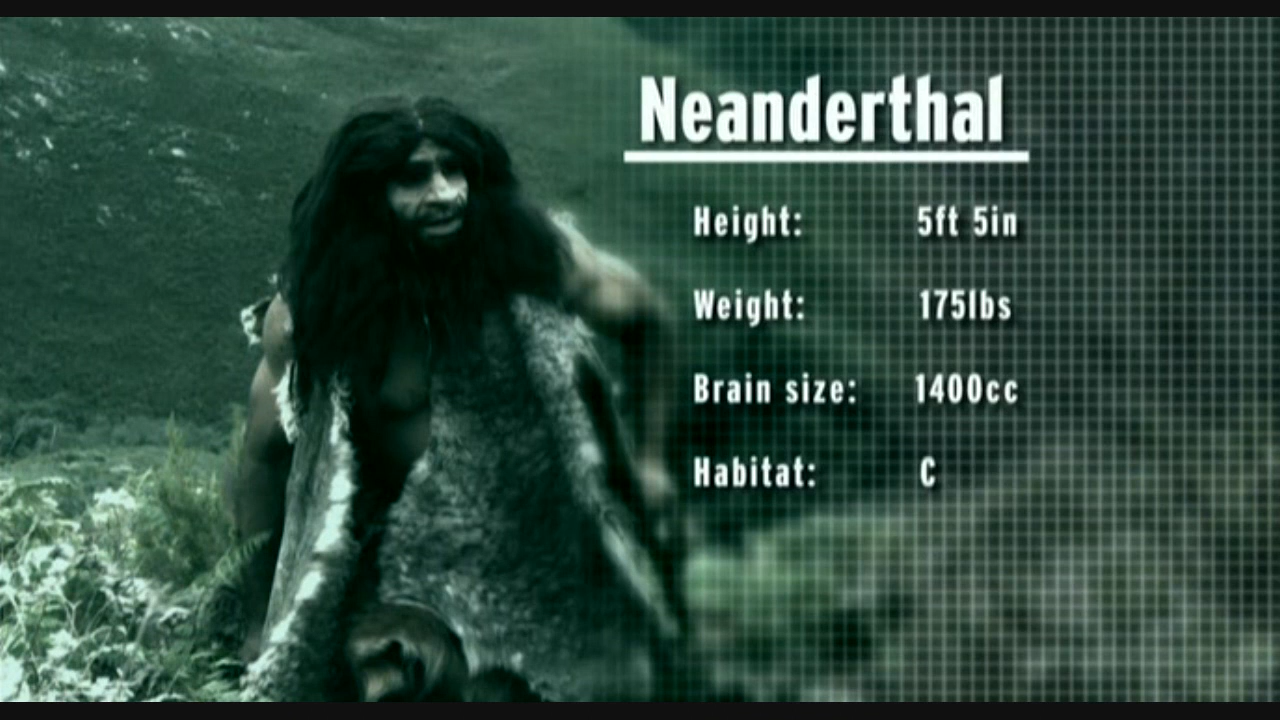 Neanderthal
Height: 5ft 5in
Weight: 175lbs
Brain size: 1400cc
Habitat: C